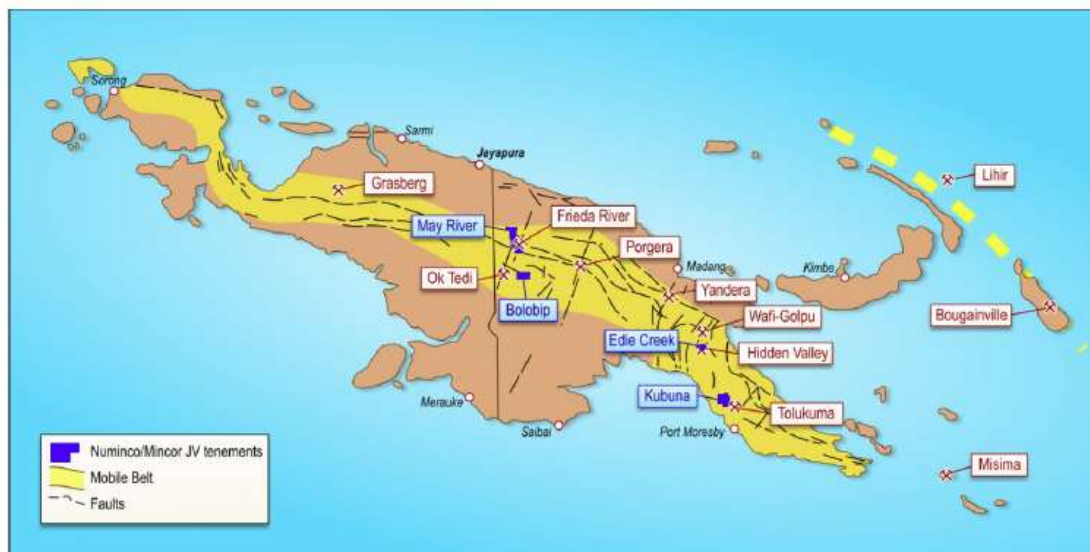 Sorong
Sarmi
Jayapura
Grasberg
Lihir
May River
Frieda River
Porgera
Madang
Kimbe
Ok Tedi
Yandera
Bolobip
Wafi-Golpu
Bougainville
Edie Creek
Hidden Valley
Kubuna
Merauke
Tolukuma
Saibai
Port Moresby
Misima
Numinco/Mincor JV tenements
Mobile Belt
Faults